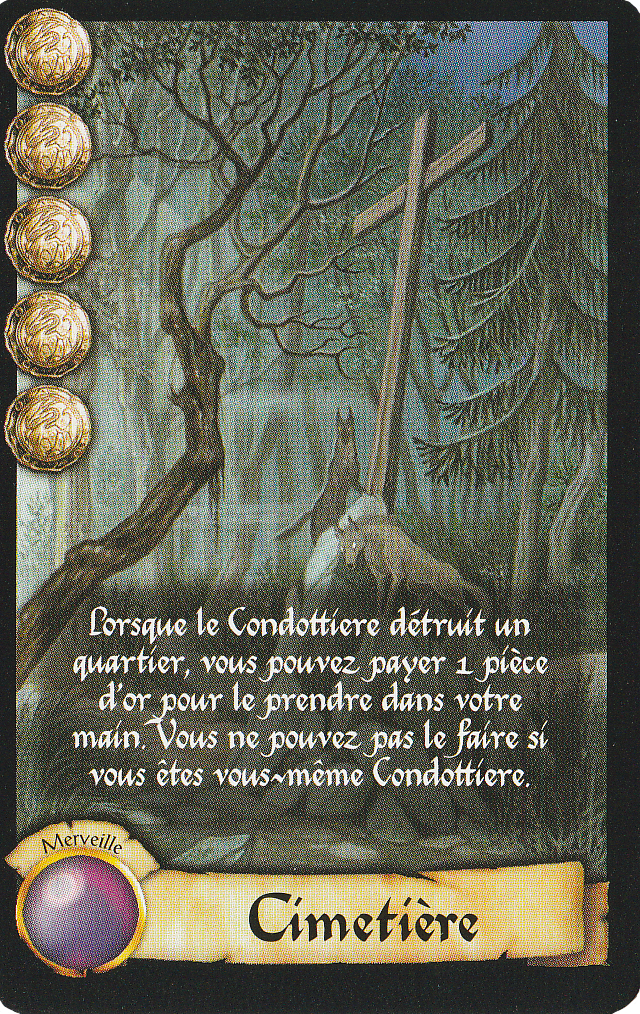 Lorsque le Condottiere détruit un
quartier, vous pouvez payer 1 pièce
d'or pour le prendre dans votre
main. Vous ne pouvez pas le faire si
vous êtes vous-même Condottiere.
Merveille
Cimetière